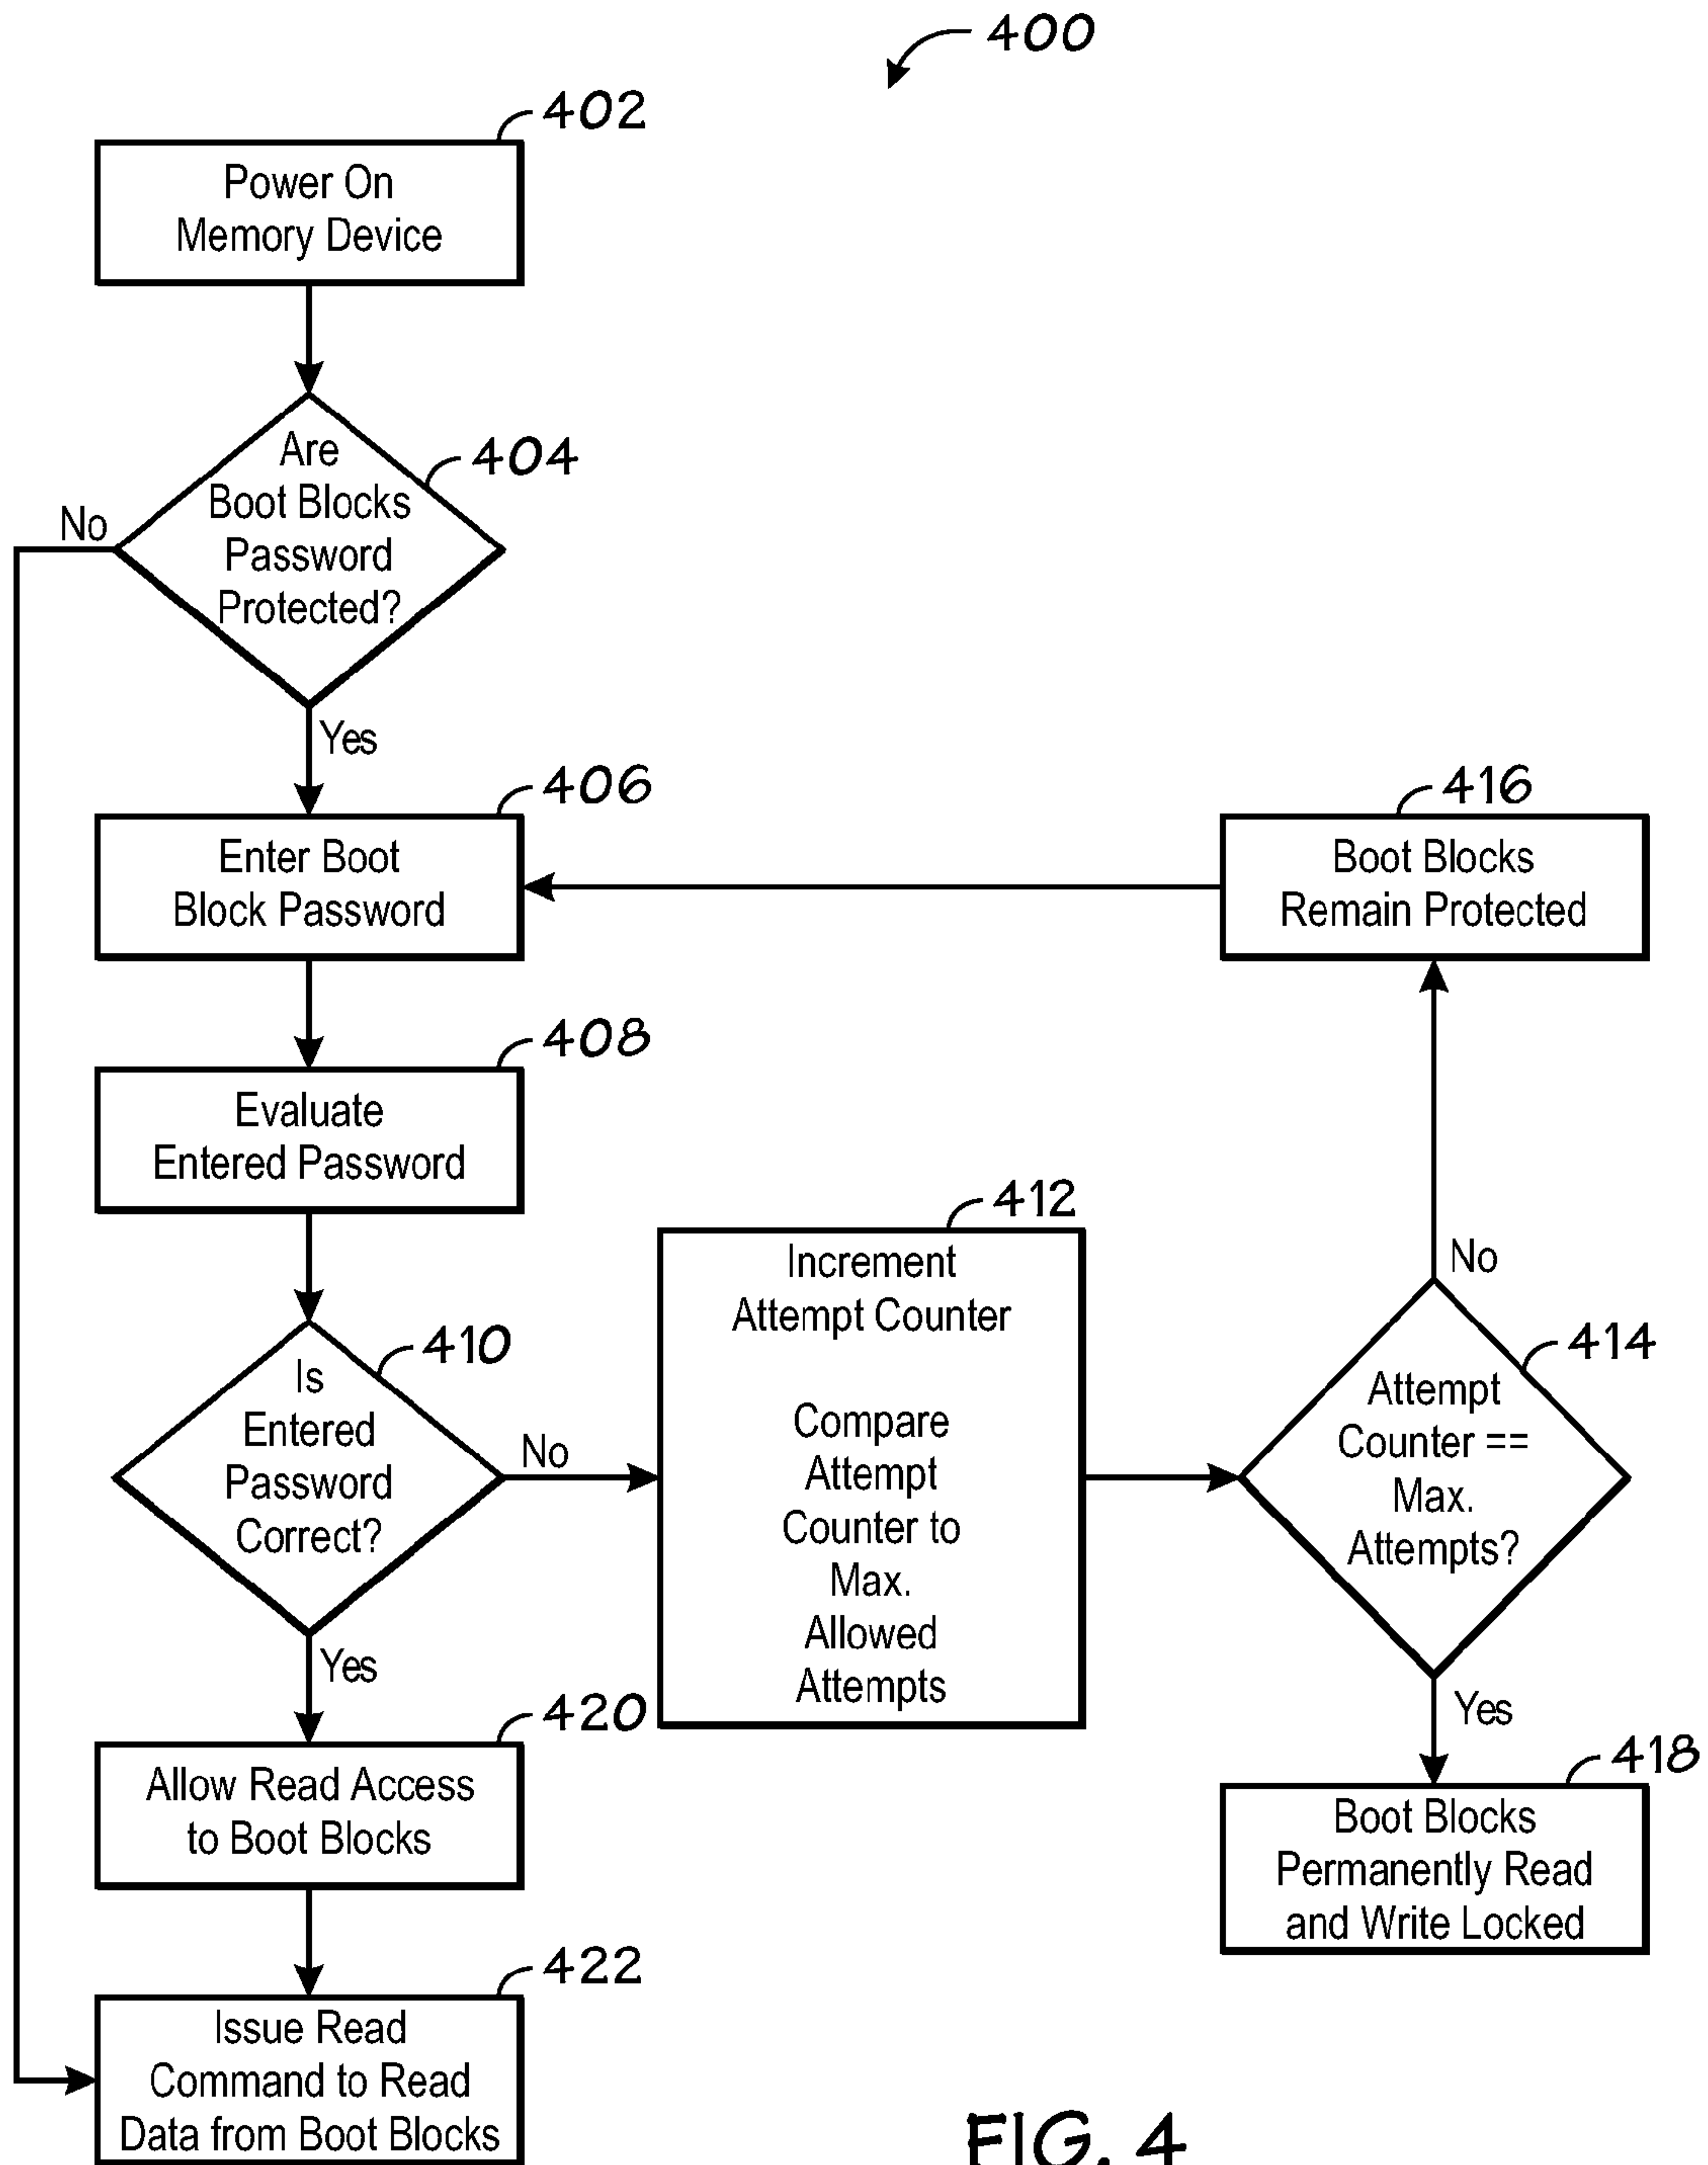 400
402
Power On
Memory Device
Are
Boot Blocks
Password
Protected?
404
No
Yes
406
Enter Boot
Block Password
416
Boot Blocks
Remain Protected
408
Evaluate
Entered Password
410
Is
Entered
Password
Correct?
No
Yes
412
Increment
Attempt Counter
Compare
Attempt
Counter to
Max.
Allowed
Attempts
No
414
Attempt
Counter ==
Max.
Attempts?
Yes
418
Boot Blocks
Permanently Read
and Write Locked
420
Allow Read Access
to Boot Blocks
422
Issue Read
Command to Read
Data from Boot Blocks
FIG. 4